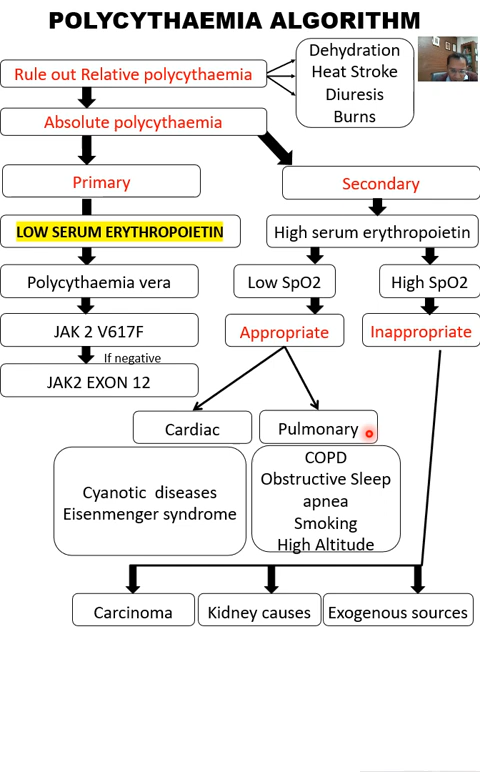 POLYCYTHAEMIA ALGORITHM
Rule out Relative polycythaemia
Dehydration
Heat Stroke
Diuresis
Burns
Absolute polycythaemia
Primary
Secondary
LOW SERUM ERYTHROPOIETIN
High serum erythropoietin
Polycythaemia vera
Low SpO2
High SpO2
JAK 2 V617F
Appropriate
Inappropriate
If negative
JAK2 EXON 12
Cardiac
Pulmonary
Cyanotic diseases
Eisenmenger syndrome
COPD
Obstructive Sleep
apnea
Smoking
High Altitude
Carcinoma
Kidney causes
Exogenous sources